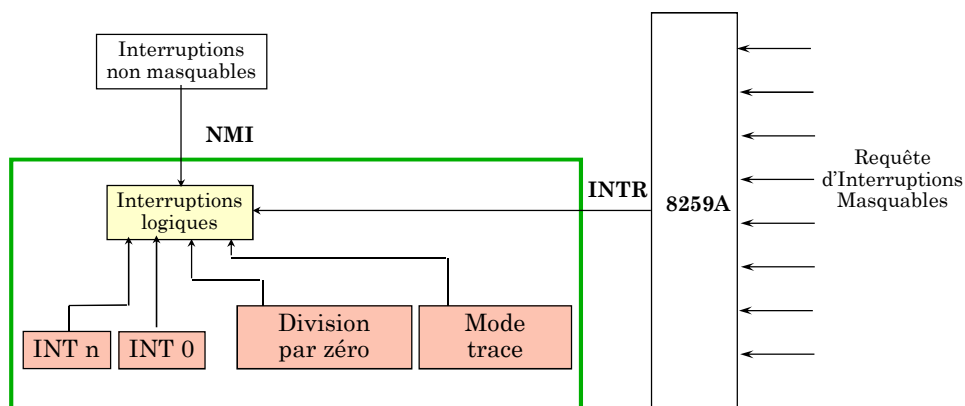 Interruptions
non masquables
NMI
INTR
8259A
Requête
d'Interruptions
Masquables
Interruptions
logiques
INT n
INT 0
Division
par zéro
Mode
trace